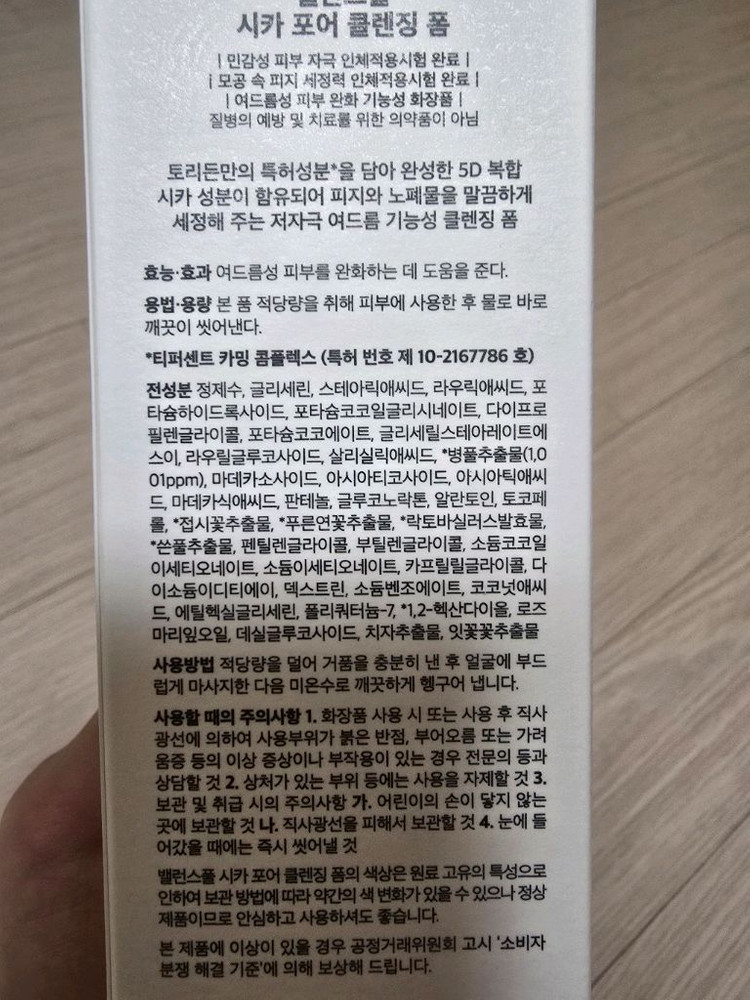 밸런스풀
시카 포어 클렌징 폼
| 민감성 피부 자극 인체적용시험 완료 |
| 모공 속 피지 세정력 인체적용시험 완료 |
| 여드름성 피부 완화 기능성 화장품 |
질병의 예방 및 치료를 위한 의약품이 아님
토리든만의 특허성분*을 담아 완성한 5D 복합
시카 성분이 함유되어 피지와 노폐물을 말끔하게
세정해 주는 저자극 여드름 기능성 클렌징 폼
효능·효과 여드름성 피부를 완화하는 데 도움을 준다.
용법·용량 본 품 적당량을 취해 피부에 사용한 후 물로 바로
깨끗이 씻어낸다.
*티퍼센트 카밍 콤플렉스 (특허 번호 제 10-2167786 호)
전성분 정제수, 글리세린, 스테아릭애씨드, 라우릭애씨드, 포
타슘하이드록사이드, 포타슘코코일글리시네이트, 다이프로
필렌글라이콜, 포타슘코코에이트, 글리세릴스테아레이트에
스이, 라우릴글루코사이드, 살리실릭애씨드, *병풀추출물(1,0
01ppm), 마데카소사이드, 아시아티코사이드, 아시아틱애씨
드, 마데카식애씨드, 판테놀, 글루코노락톤, 알란토인, 토코페
롤, *접시꽃추출물, *푸른연꽃추출물, *락토바실러스발효물,
*쓴풀추출물, 펜틸렌글라이콜, 부틸렌글라이콜, 소듐코코일
이세티오네이트, 소듐이세티오네이트, 카프릴릴글라이콜, 다
이소듐이디티에이, 덱스트린, 소듐벤조에이트, 코코넛애씨
드, 에틸헥실글리세린, 폴리쿼터늄-7, *1,2-헥산다이올, 로즈
마리잎오일, 데실글루코사이드, 치자추출물, 잇꽃꽃추출물
사용방법 적당량을 덜어 거품을 충분히 낸 후 얼굴에 부드
럽게 마사지한 다음 미온수로 깨끗하게 헹구어 냅니다.
사용할 때의 주의사항 1. 화장품 사용 시 또는 사용 후 직사
광선에 의하여 사용부위가 붉은 반점, 부어오름 또는 가려
움증 등의 이상 증상이나 부작용이 있는 경우 전문의 등과
상담할 것 2. 상처가 있는 부위 등에는 사용을 자제할 것 3.
보관 및 취급 시의 주의사항 가. 어린이의 손이 닿지 않는
곳에 보관할 것 나. 직사광선을 피해서 보관할 것 4. 눈에 들
어갔을 때에는 즉시 씻어낼 것
밸런스풀 시카 포어 클렌징 폼의 색상은 원료 고유의 특성으로
인하여 보관 방법에 따라 약간의 색 변화가 있을 수 있으나 정상
제품이므로 안심하고 사용하셔도 좋습니다.
본 제품에 이상이 있을 경우 공정거래위원회 고시 '소비자
분쟁 해결 기준'에 의해 보상해 드립니다.